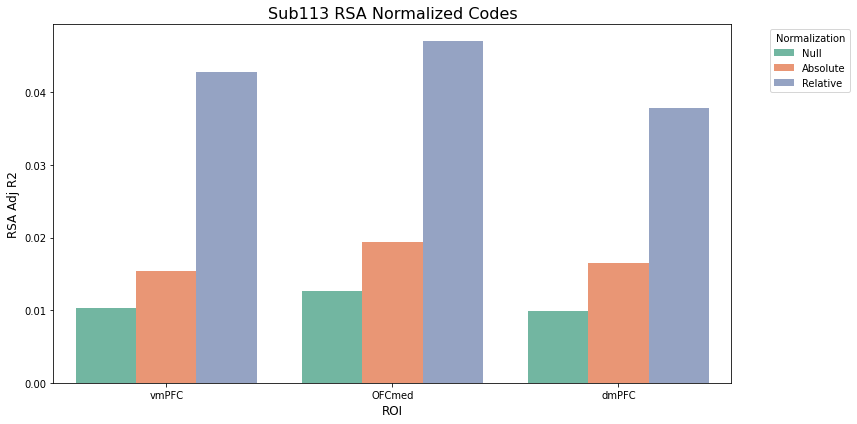 Sub113 RSA Normalized Codes
Normalization
Null
Absolute
Relative
RSA Adj R2
0.04
0.03
0.02
0.01
0.00
vmPFC OFCmed dmPFC
ROI